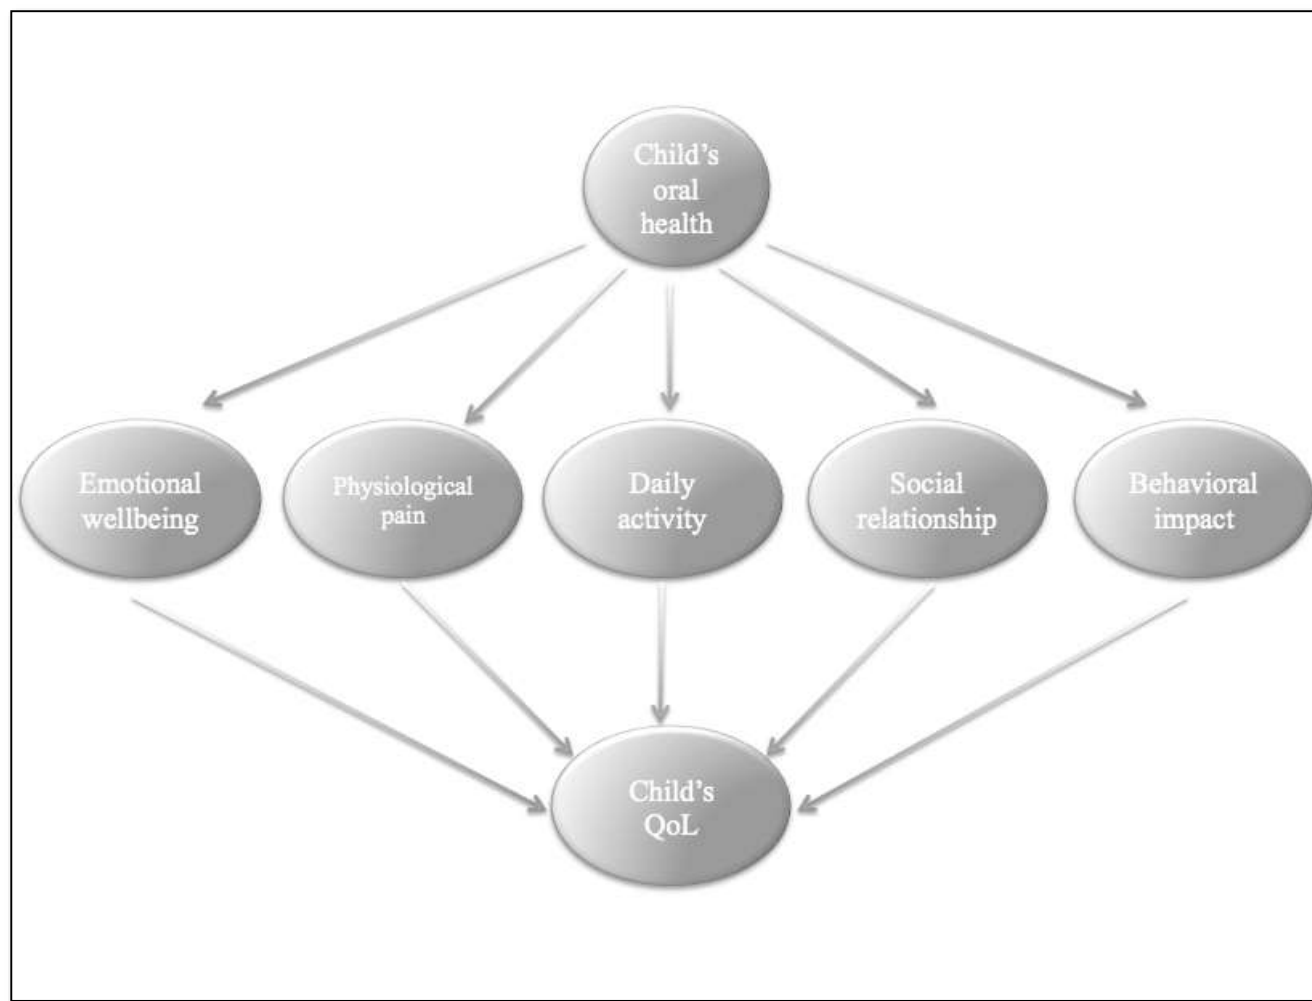 Child’s
oral
health
Emotional
wellbeing
Physiological
pain
Daily
activity
Social
relationship
Behavioral
impact
Child’s
QoL